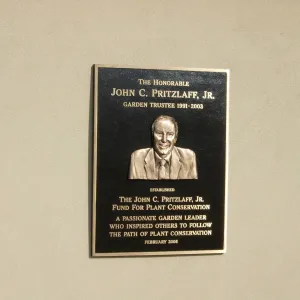 THE HONORABLE
JOHN C. PRITZLAFF, JR.
GARDEN TRUSTEE 1991-2003
ESTABLISHED
THE JOHN C. PRITZLAFF, JR.
FUND FOR PLANT CONSERVATION
A PASSIONATE GARDEN LEADER
WHO INSPIRED OTHERS TO FOLLOW
THE PATH OF PLANT CONSERVATION
FEBRUARY 2006